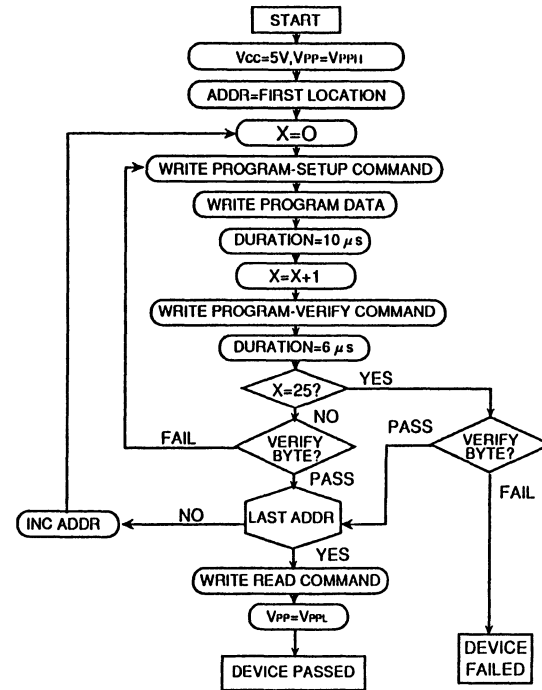 START
VCC=5V,VPP=VPPH
ADDR=FIRST LOCATION
X=0
WRITE PROGRAM-SETUP COMMAND
WRITE PROGRAM DATA
DURATION=10 μs
X=X+1
WRITE PROGRAM-VERIFY COMMAND
DURATION=6 μs
X=25?
YES
NO
PASS
FAIL
VERIFY
BYTE?
VERIFY
BYTE?
PASS
FAIL
INC ADDR
NO
LAST ADDR
YES
WRITE READ COMMAND
VPP=VPPL
DEVICE PASSED
DEVICE
FAILED